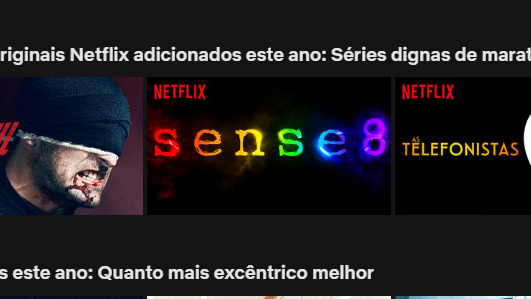 riginais Netflix adicionados este ano: Séries dignas de marat
NETFLIX
sense8
NETFLIX
AS
TELEFONISTAS
s este ano: Quanto mais excêntrico melhor